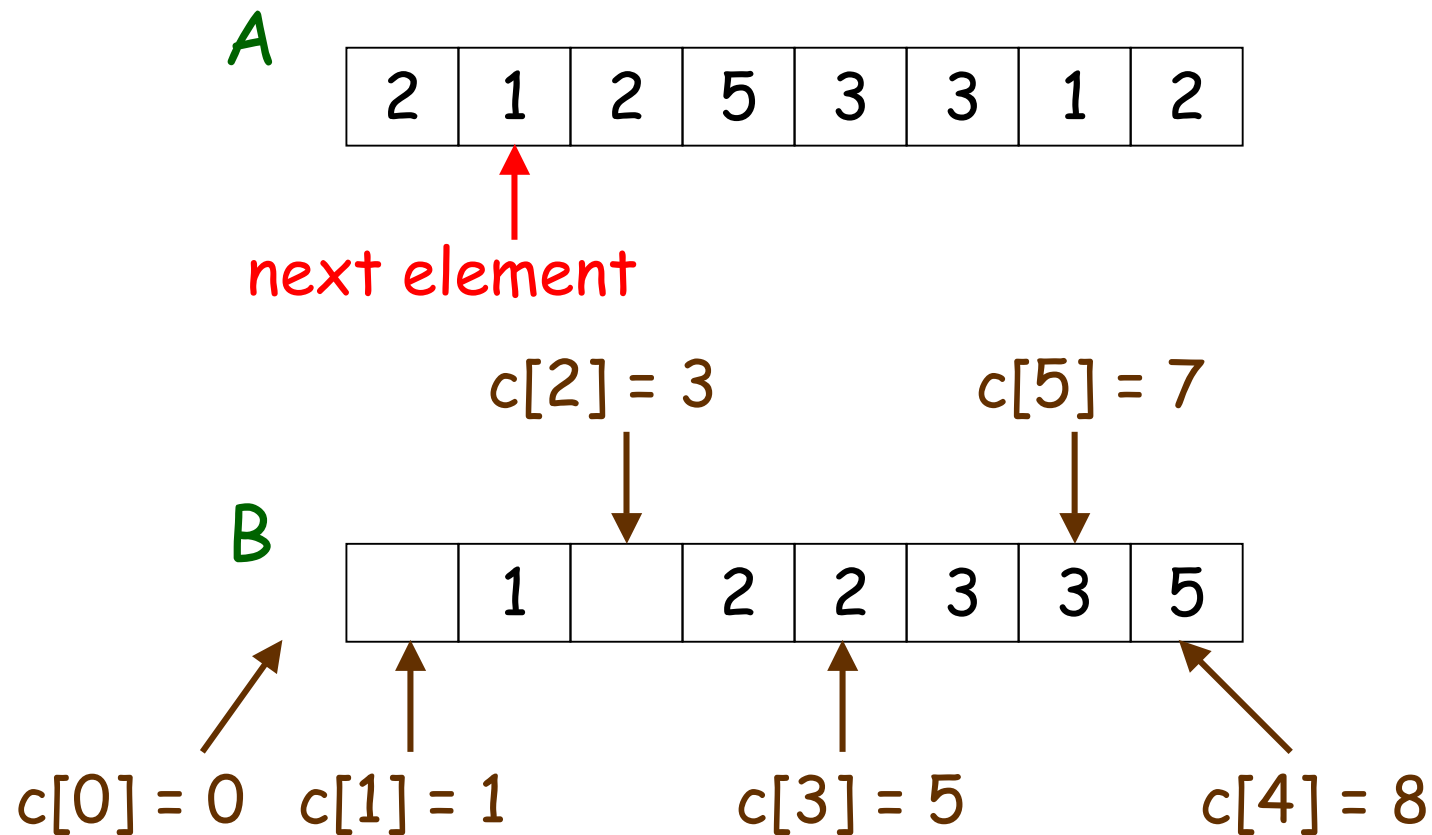 A
2 1 2 5 3 3 1 2
next element
c[2] = 3 c[5] = 7
B
1 2 2 3 3 5
c[0] = 0 c[1] = 1 c[3] = 5 c[4] = 8